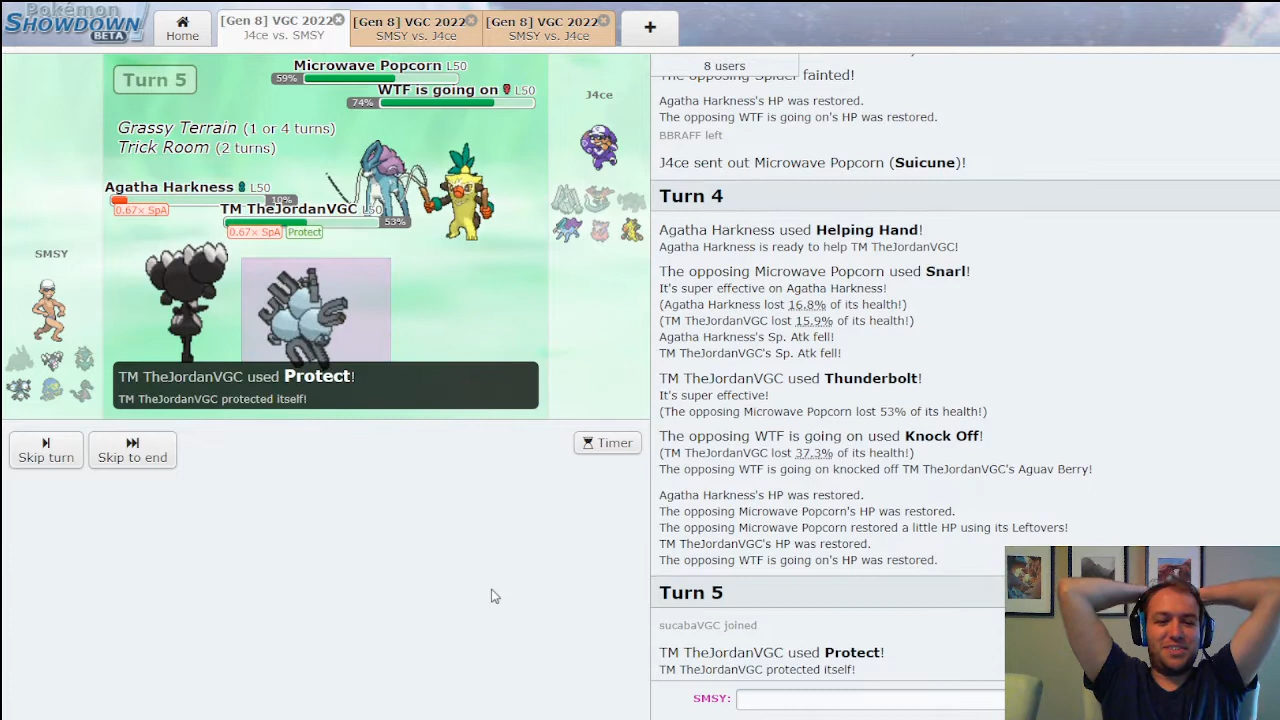 Pokémon
SHOWDOWN
BETA
Home
[Gen 8] VGC 2022
J4ce vs. SMSY
[Gen 8] VGC 2022
SMSY vs. J4ce
[Gen 8] VGC 2022
SMSY vs. J4ce
+
Turn 5
Microwave Popcorn L50
59%
WTF is going on L50
74%
Grassy Terrain (1 or 4 turns)
Trick Room (2 turns)
Agatha Harkness L50
10%
0.67× SpA
TM TheJordanVGC L50
53%
0.67× SpA Protect
J4ce
SMSY
TM TheJordanVGC used Protect!
TM TheJordanVGC protected itself!
Skip turn
Skip to end
Timer
8 users
The opposing Spider fainted!
Agatha Harkness's HP was restored.
The opposing WTF is going on's HP was restored.
BBRAFF left
J4ce sent out Microwave Popcorn (Suicune)!
Turn 4
Agatha Harkness used Helping Hand!
Agatha Harkness is ready to help TM TheJordanVGC!
The opposing Microwave Popcorn used Snarl!
It's super effective on Agatha Harkness!
(Agatha Harkness lost 16.8% of its health!)
(TM TheJordanVGC lost 15.9% of its health!)
Agatha Harkness's Sp. Atk fell!
TM TheJordanVGC's Sp. Atk fell!
TM TheJordanVGC used Thunderbolt!
It's super effective!
(The opposing Microwave Popcorn lost 53% of its health!)
The opposing WTF is going on used Knock Off!
(TM TheJordanVGC lost 37.3% of its health!)
The opposing WTF is going on knocked off TM TheJordanVGC's Aguav Berry!
Agatha Harkness's HP was restored.
The opposing Microwave Popcorn's HP was restored.
The opposing Microwave Popcorn restored a little HP using its Leftovers!
TM TheJordanVGC's HP was restored.
The opposing WTF is going on's HP was restored.
Turn 5
sucabaVGC joined
TM TheJordanVGC used Protect!
TM TheJordanVGC protected itself!
SMSY: